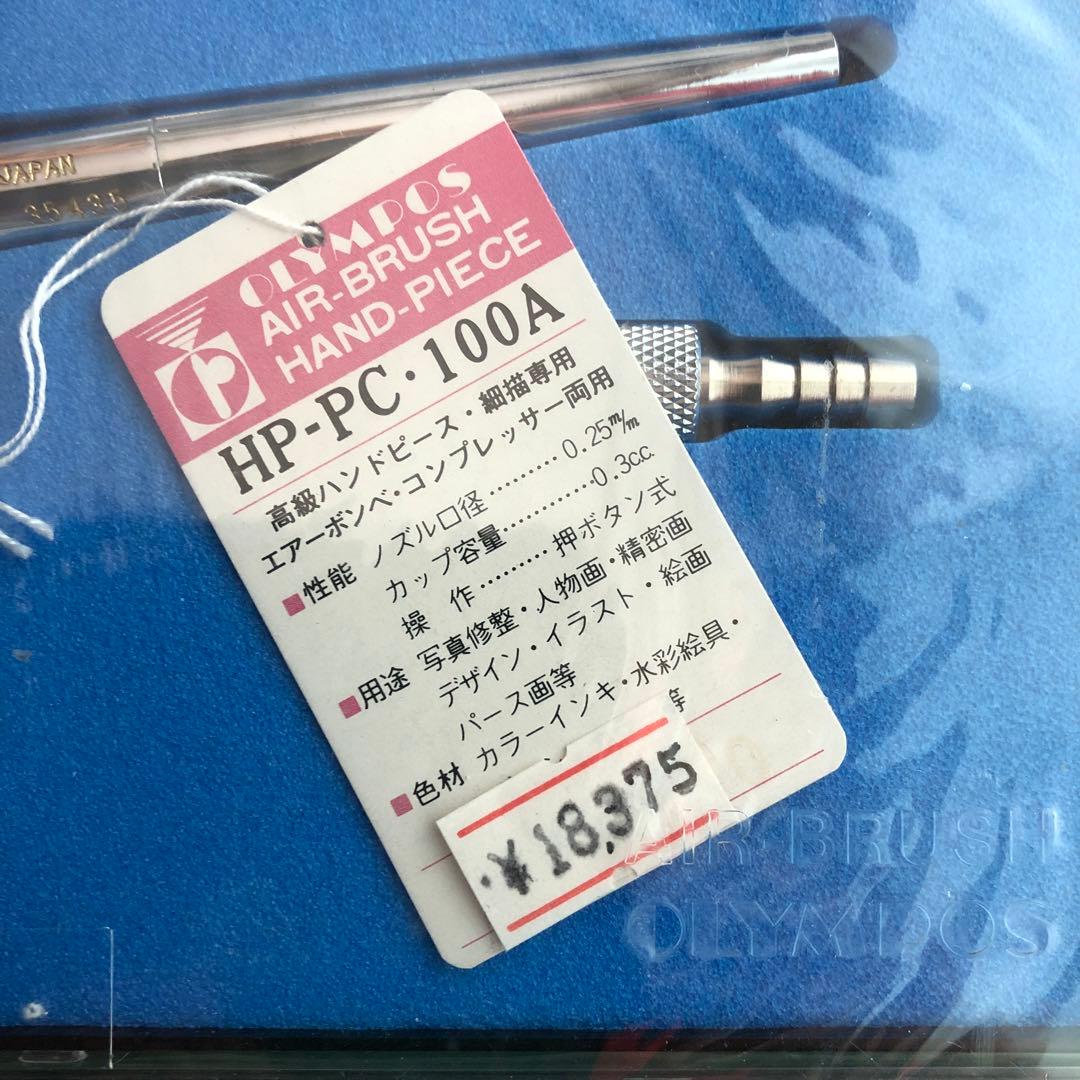 JAPAN
35435
OLYMPOS
AIR-BRUSH
HAND-PIECE
HP-PC・100A
高級ハンドピース・細描専用
エアーボンベ・コンプレッサー両用
■性能 ノズル口径.........0.25m/m
カップ容量............0.3c.c.
操 作.........押ボタン式
■用途 写真修整・人物画・精密画
デザイン・イラスト・絵画
パース画等
■色材 カラーインキ・水彩絵具・
等
¥18,375
AIR-BRUSH
OLYMPOS